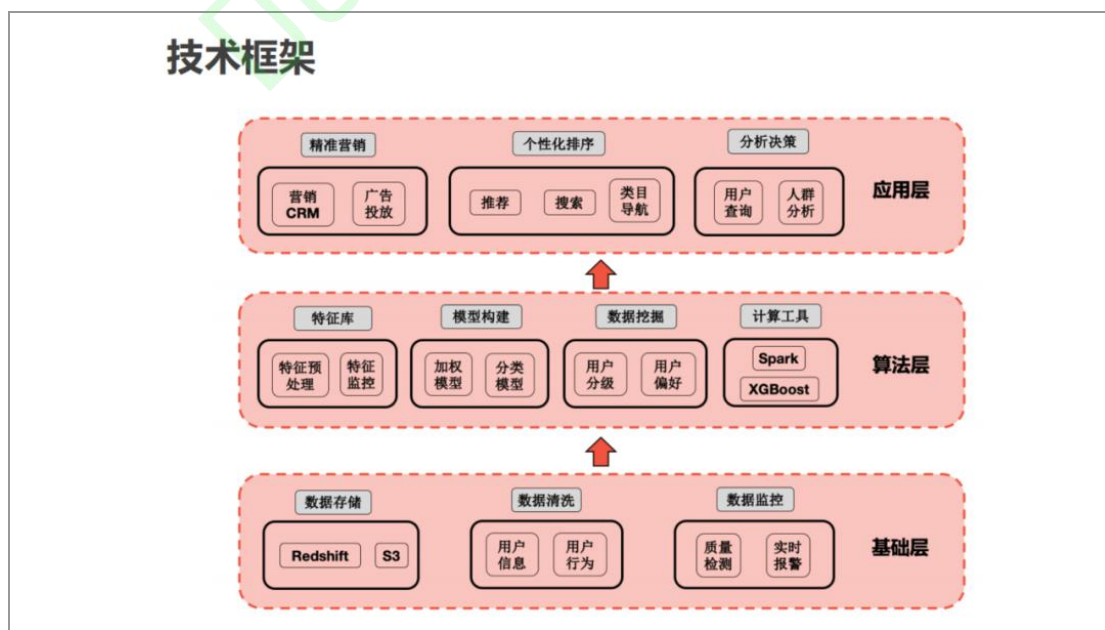 技术框架
精准营销
个性化排序
分析决策
营销
CRM
广告
投放
推荐
搜索
类目
导航
用户
查询
人群
分析
应用层
特征库
模型构建
数据挖掘
计算工具
特征预
处理
特征
监控
加权
模型
分类
模型
用户
分级
用户
偏好
Spark
XGBoost
算法层
数据存储
数据清洗
数据监控
Redshift
S3
用户
信息
用户
行为
质量
检测
实时
报警
基础层